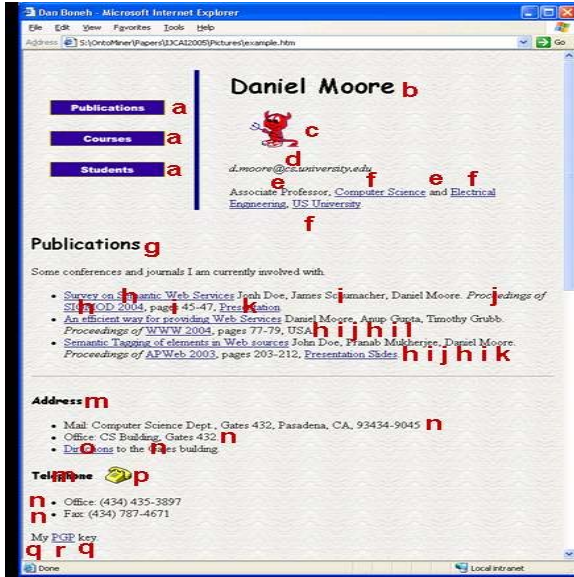 Dan Boneh - Microsoft Internet Explorer
File Edit View Favorites Tools Help
Address S:\OntoMiner\Papers\IJCAI2005\Pictures\example.htm Go
Daniel Moore b
Publications a
c
Courses a
d
Students a
d.moore@cs.university.edu
e f e f
Associate Professor, Computer Science and Electrical
Engineering, US University
f
Publications g
Some conferences and journals I am currently involved with.
h i j
Survey on Semantic Web Services Jonh Doe, James Schumacher, Daniel Moore. Proceedings of
h i k
SIGMOD 2004, pages 45-47, Presentation
An efficient way for providing Web Services Daniel Moore, Anup Gupta, Timothy Grubb.
Proceedings of WWW 2004, pages 77-79, USA h i j h i l
Semantic Tagging of elements in Web sources John Doe, Pranab Mukherjee, Daniel Moore.
Proceedings of APWeb 2003, pages 203-212, Presentation Slides. h i j h i k
Address m
Mail: Computer Science Dept., Gates 432, Pasadena, CA, 93434-9045 n
Office: CS Building, Gates 432. n
o n
Directions to the Gates building.
Telephone m p
n Office: (434) 435-3897
n Fax: (434) 787-4671
My PGP key
q r q
Done Local intranet